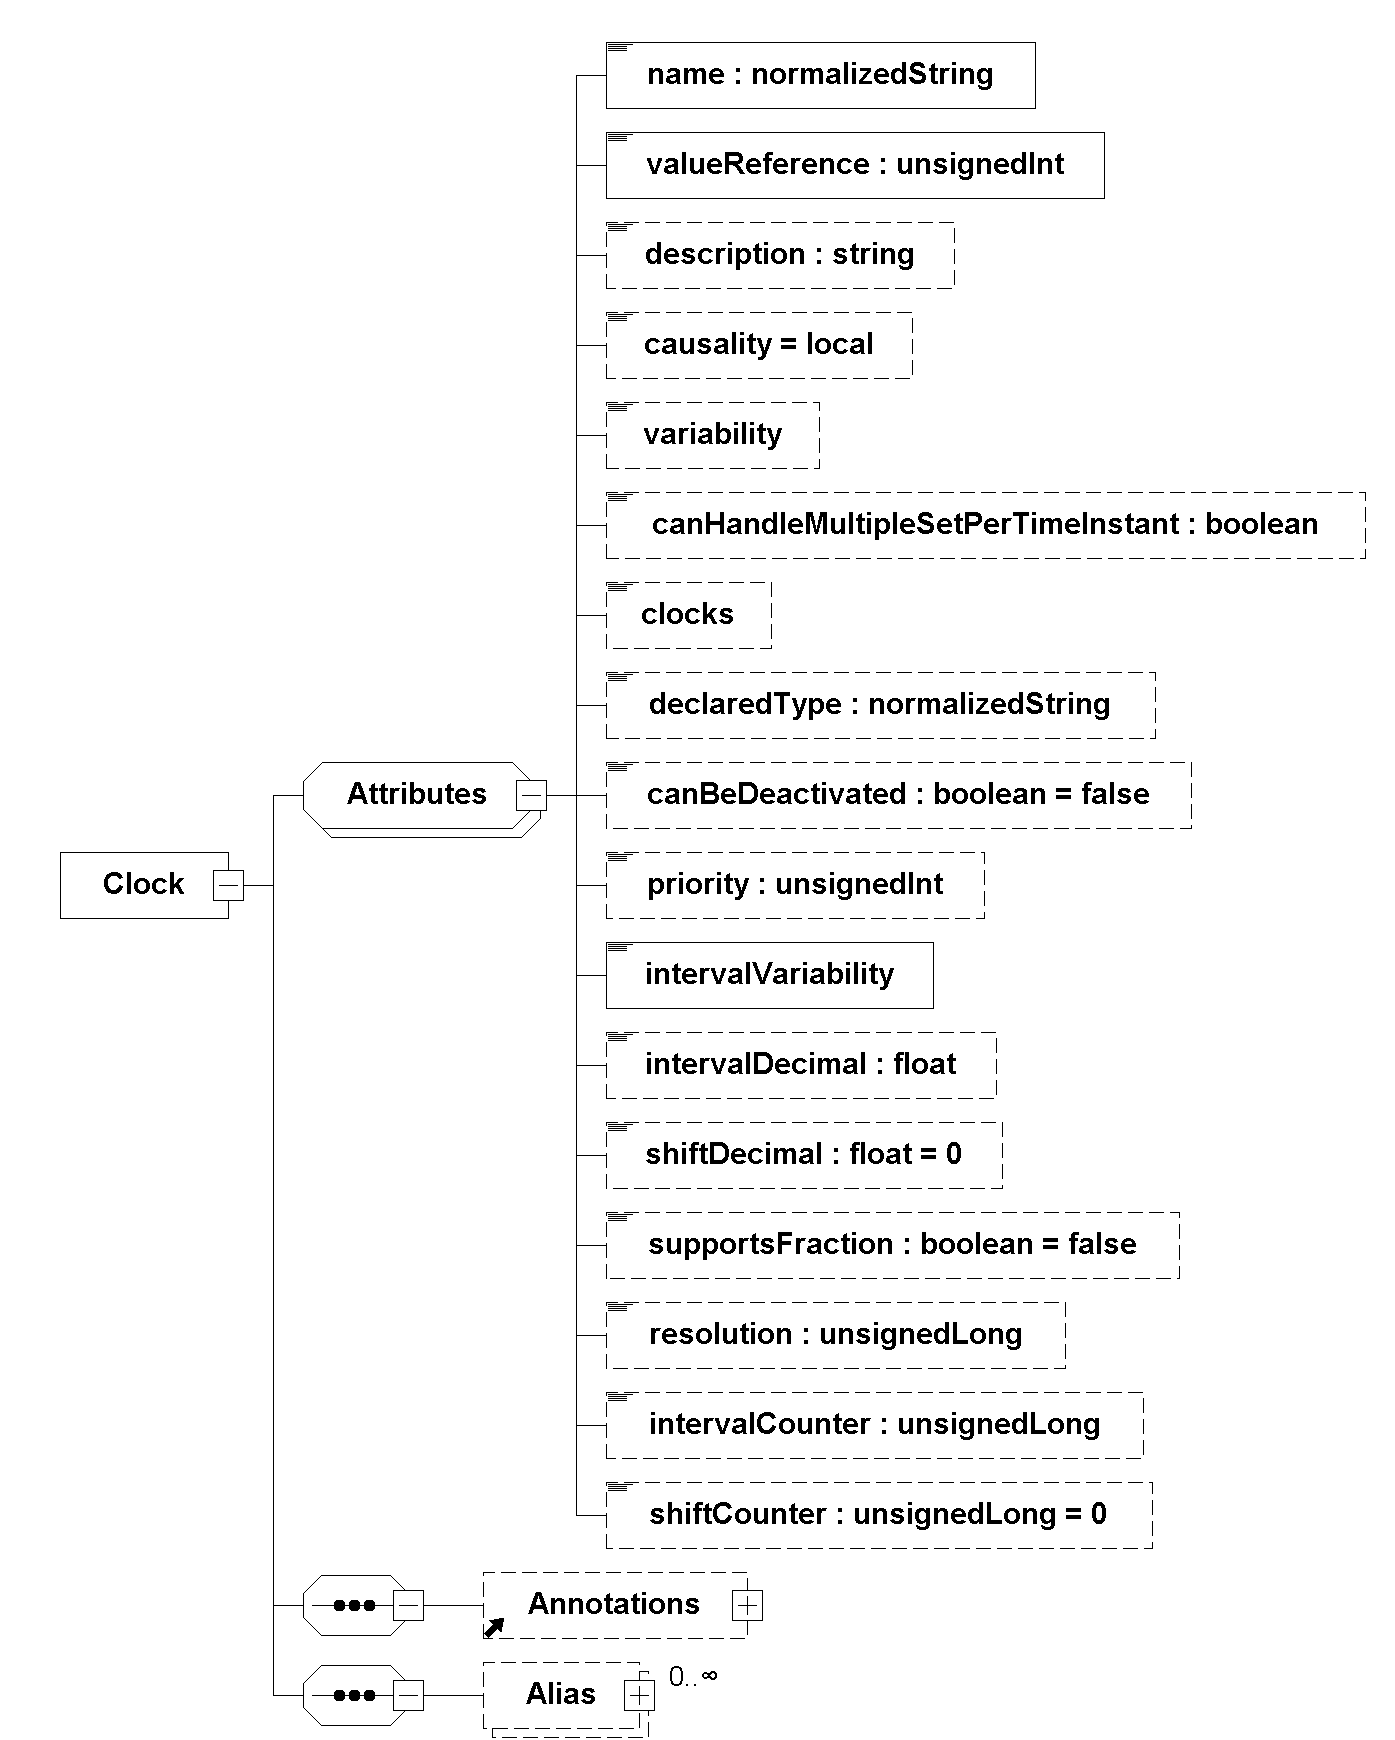 name : normalizedString
valueReference : unsignedInt
description : string
causality = local
variability
canHandleMultipleSetPerTimeInstant : boolean
clocks
declaredType : normalizedString
Attributes
canBeDeactivated : boolean = false
Clock
priority : unsignedInt
intervalVariability
intervalDecimal : float
shiftDecimal : float = 0
supportsFraction : boolean = false
resolution : unsignedLong
intervalCounter : unsignedLong
shiftCounter : unsignedLong = 0
Annotations
Alias
0..∞